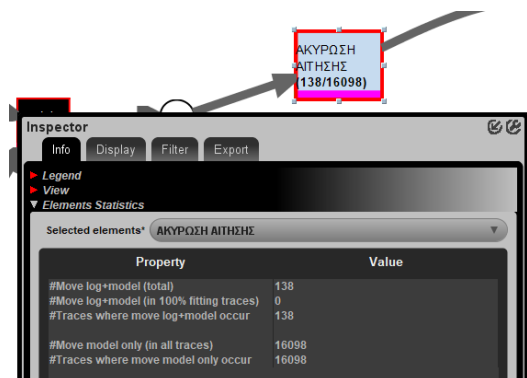 ΑΚΥΡΩΣΗ
ΑΙΤΗΣΗΣ
(138/16098)
Inspector
Info Display Filter Export
Legend
View
Elements Statistics
Selected elements* ΑΚΥΡΩΣΗ ΑΙΤΗΣΗΣ
Property Value
#Move log+model (total) 138
#Move log+model (in 100% fitting traces) 0
#Traces where move log+model occur 138
#Move model only (in all traces) 16098
#Traces where move model only occur 16098